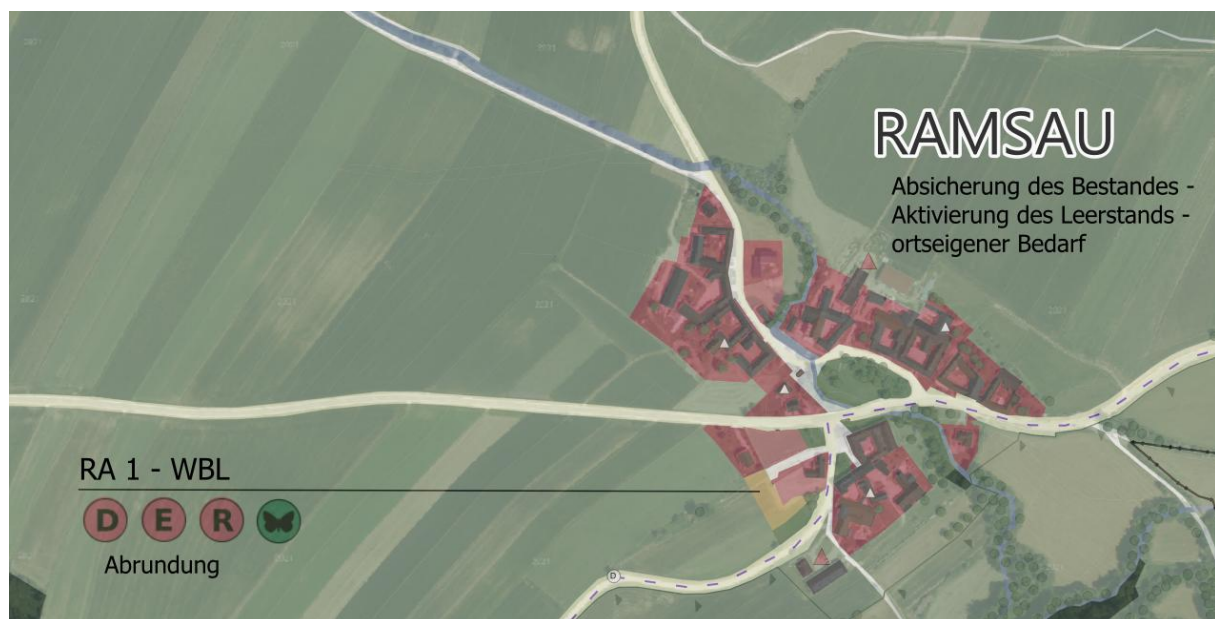 RAMSAU
Absicherung des Bestandes -
Aktivierung des Leerstands -
ortseigener Bedarf
RA 1 - WBL
D E R
Abrundung
D